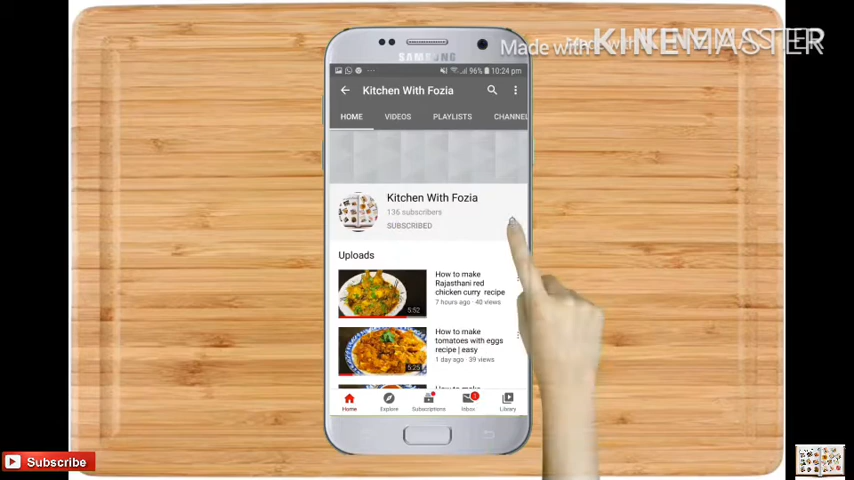 Made with KINEMASTER
SAMSUNG
96% 10:24 pm
Kitchen With Fozia
HOME VIDEOS PLAYLISTS CHANNEL
Kitchen With Fozia
136 subscribers
SUBSCRIBED
Uploads
How to make
Rajasthani red
chicken curry recipe
7 hours ago · 40 views
5:52
How to make
tomatoes with eggs
recipe | easy
1 day ago · 39 views
5:25
Home Explore Subscriptions Inbox Library
1
Subscribe